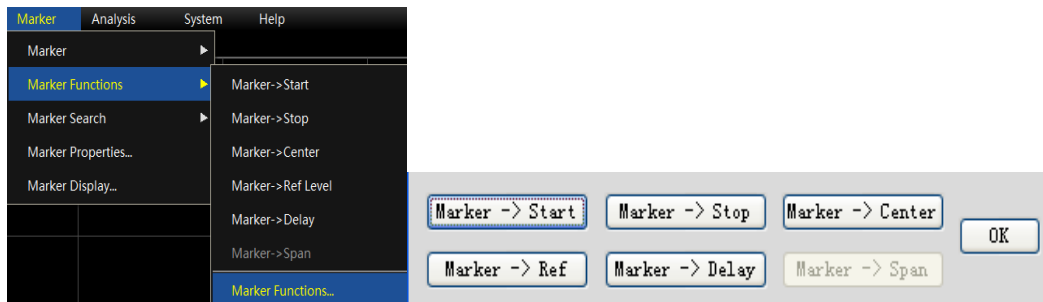 Marker Analysis System Help
Marker
Marker Functions
Marker Search
Marker Properties...
Marker Display...
Marker->Start
Marker->Stop
Marker->Center
Marker->Ref Level
Marker->Delay
Marker->Span
Marker Functions...
Marker -> Start Marker -> Stop Marker -> Center
OK
Marker -> Ref Marker -> Delay Marker -> Span